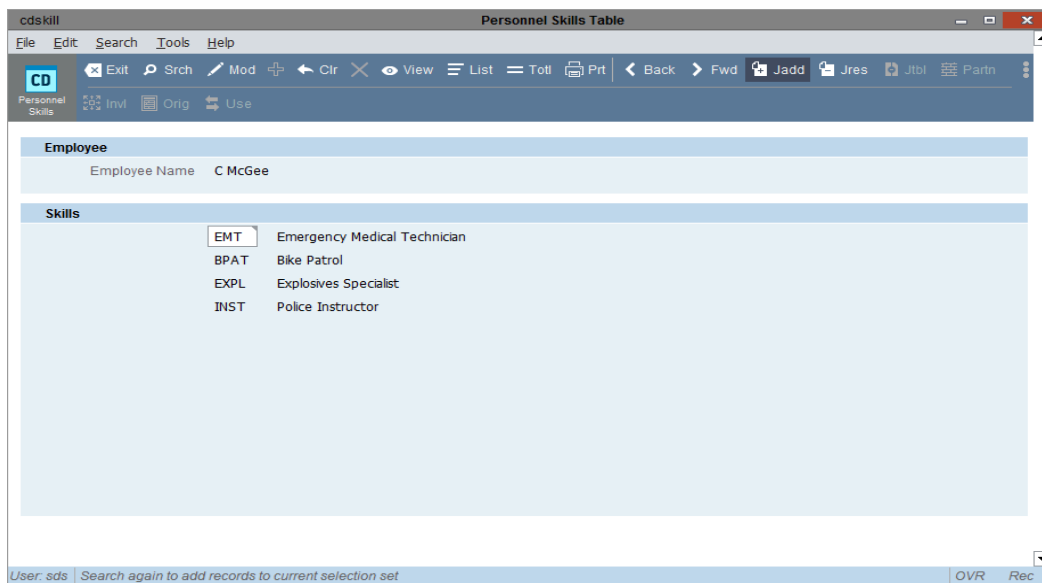 cdskill Personnel Skills Table
File Edit Search Tools Help
CD Personnel Skills
Exit Srch Mod Clr View List Totl Prt Back Fwd Jadd Jres Jtbl Partn
Invl Orig Use
Employee
Employee Name C McGee
Skills
EMT Emergency Medical Technician
BPAT Bike Patrol
EXPL Explosives Specialist
INST Police Instructor
User: sds Search again to add records to current selection set OVR Rec